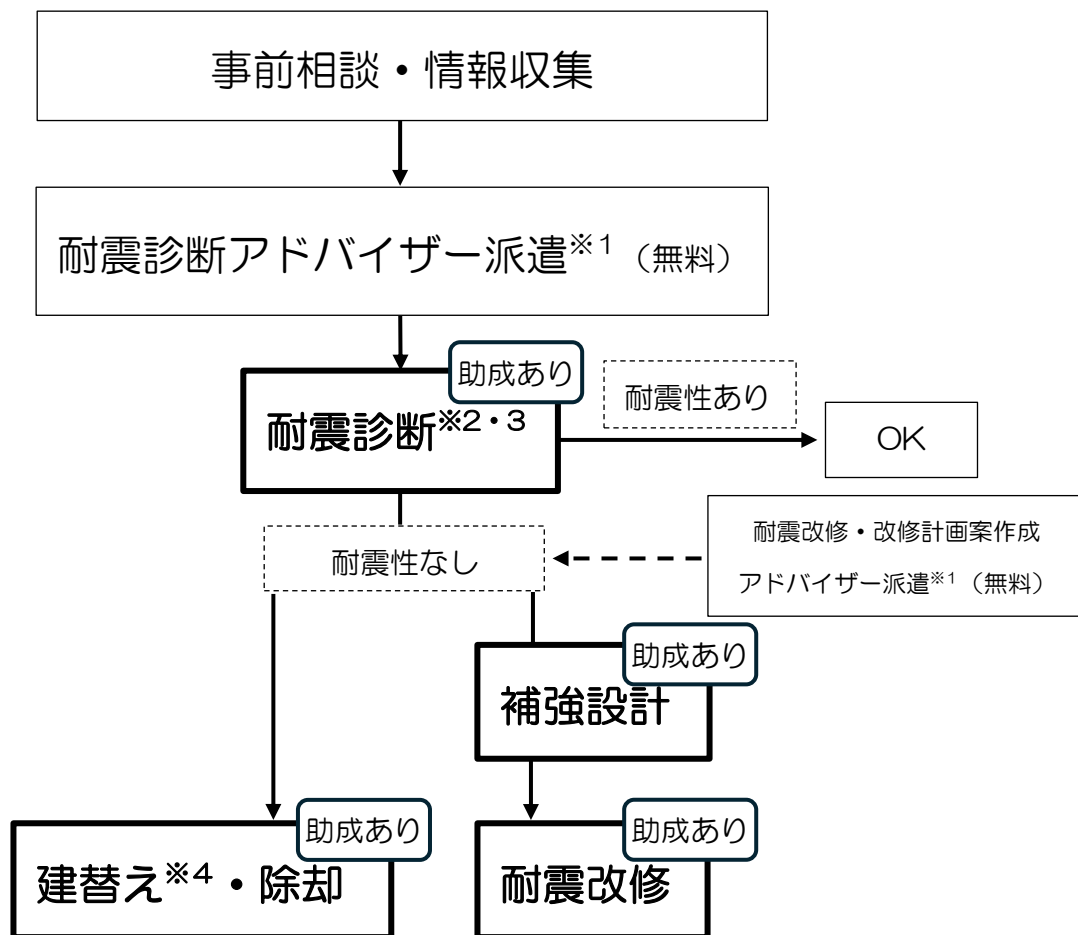 事前相談・情報収集
耐震診断アドバイザー派遣※1（無料）
助成あり
耐震診断※2・3
耐震性あり
OK
耐震性なし
耐震改修・改修計画案作成
アドバイザー派遣※1（無料）
助成あり
補強設計
助成あり
建替え※4・除却
助成あり
耐震改修